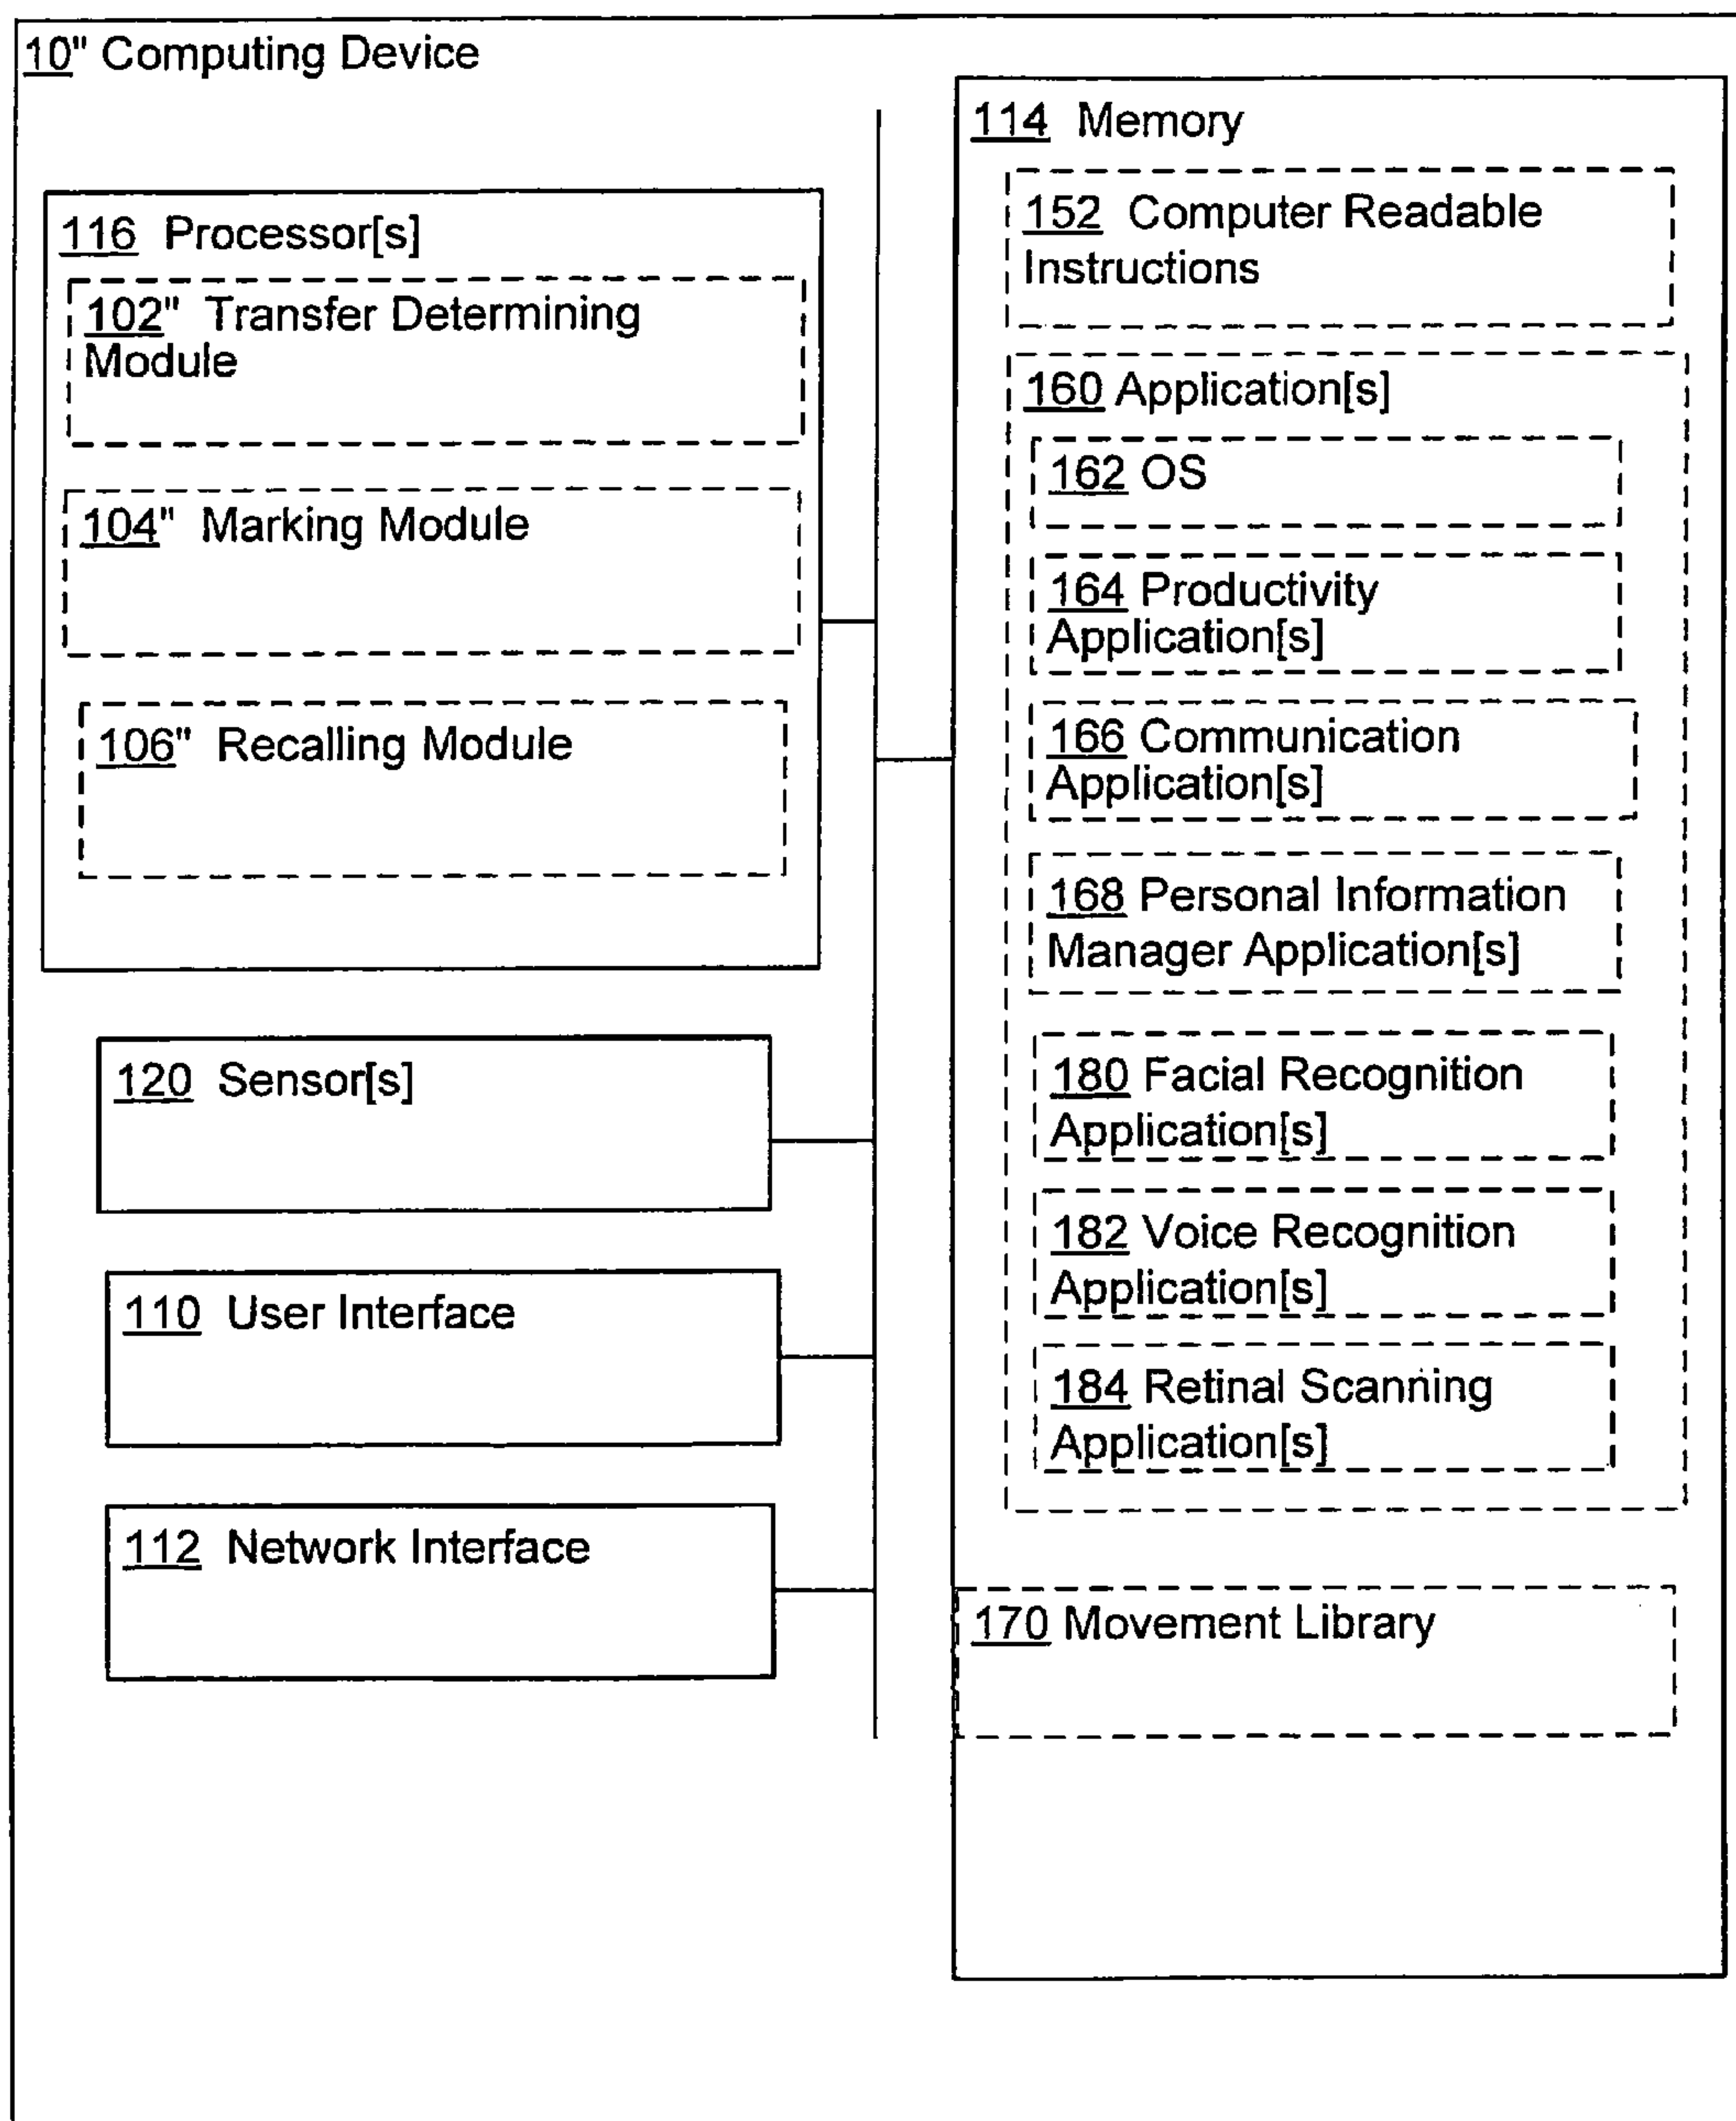 10" Computing Device
116 Processor[s]
102" Transfer Determining
Module
104" Marking Module
106" Recalling Module
120 Sensor[s]
110 User Interface
112 Network Interface
114 Memory
152 Computer Readable
Instructions
160 Application[s]
162 OS
164 Productivity
Application[s]
166 Communication
Application[s]
168 Personal Information
Manager Application[s]
180 Facial Recognition
Application[s]
182 Voice Recognition
Application[s]
184 Retinal Scanning
Application[s]
170 Movement Library